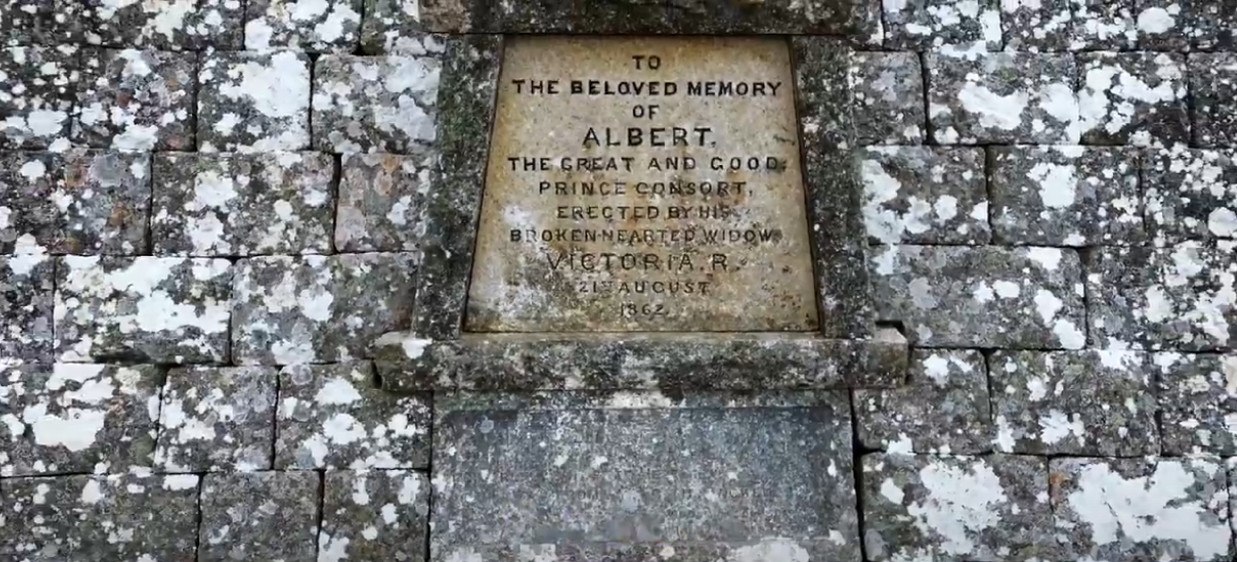 TO
THE BELOVED MEMORY
OF
ALBERT,
THE GREAT AND GOOD,
PRINCE CONSORT,
ERECTED BY HIS
BROKEN-HEARTED WIDOW
VICTORIA. R.
21ST AUGUST
1862